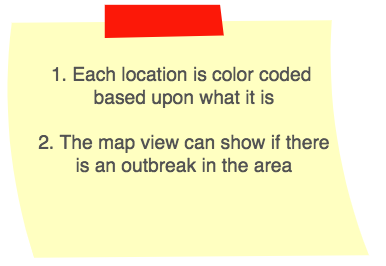 1. Each location is color coded
based upon what it is
2. The map view can show if there
is an outbreak in the area